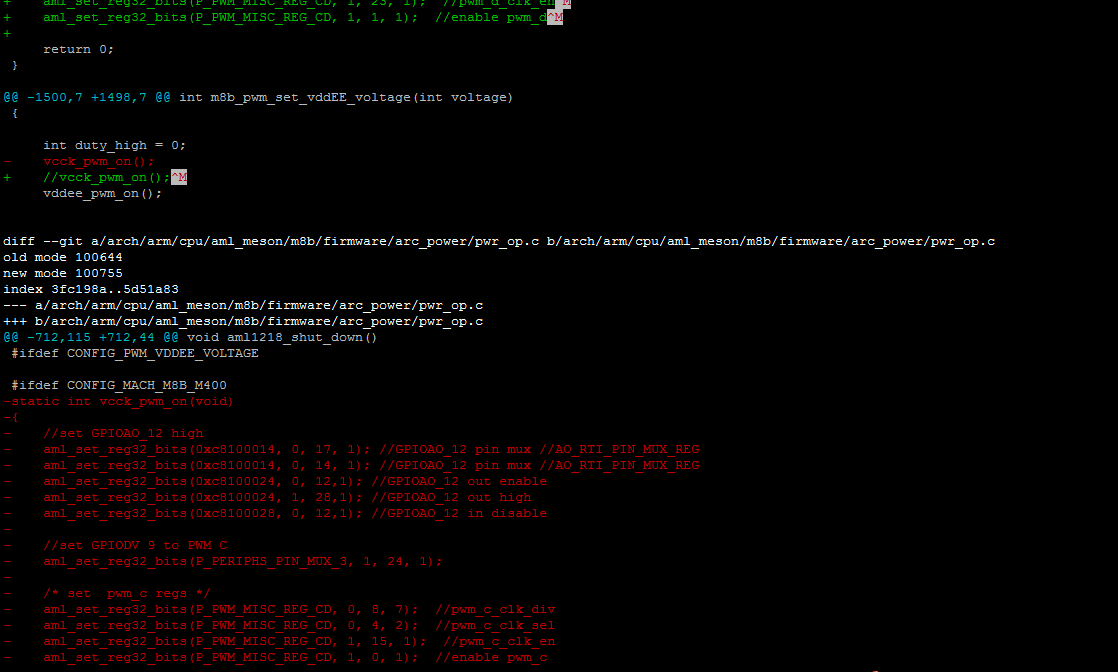 +    aml_set_reg32_bits(P_PWM_MISC_REG_CD, 1, 23, 1);  //pwm_d_clk_en^M
+    aml_set_reg32_bits(P_PWM_MISC_REG_CD, 1, 1, 1);  //enable pwm_d^M
+
     return 0;
 }
@@ -1500,7 +1498,7 @@ int m8b_pwm_set_vddEE_voltage(int voltage)
 {
     int duty_high = 0;
-    vcck_pwm_on();
+    //vcck_pwm_on();^M
     vddee_pwm_on();
diff --git a/arch/arm/cpu/aml_meson/m8b/firmware/arc_power/pwr_op.c b/arch/arm/cpu/aml_meson/m8b/firmware/arc_power/pwr_op.c
old mode 100644
new mode 100755
index 3fc198a..5d51a83
--- a/arch/arm/cpu/aml_meson/m8b/firmware/arc_power/pwr_op.c
+++ b/arch/arm/cpu/aml_meson/m8b/firmware/arc_power/pwr_op.c
@@ -712,115 +712,44 @@ void aml1218_shut_down()
 #ifdef CONFIG_PWM_VDDEE_VOLTAGE
 #ifdef CONFIG_MACH_M8B_M400
-static int vcck_pwm_on(void)
-{
-    //set GPIOAO_12 high
-    aml_set_reg32_bits(0xc8100014, 0, 17, 1); //GPIOAO_12 pin mux //AO_RTI_PIN_MUX_REG
-    aml_set_reg32_bits(0xc8100014, 0, 14, 1); //GPIOAO_12 pin mux //AO_RTI_PIN_MUX_REG
-    aml_set_reg32_bits(0xc8100024, 0, 12,1); //GPIOAO_12 out enable
-    aml_set_reg32_bits(0xc8100024, 1, 28,1); //GPIOAO_12 out high
-    aml_set_reg32_bits(0xc8100028, 0, 12,1); //GPIOAO_12 in disable
-
-    //set GPIODV 9 to PWM C
-    aml_set_reg32_bits(P_PERIPHS_PIN_MUX_3, 1, 24, 1);
-
-    /* set  pwm_c regs */
-    aml_set_reg32_bits(P_PWM_MISC_REG_CD, 0, 8, 7);  //pwm_c_clk_div
-    aml_set_reg32_bits(P_PWM_MISC_REG_CD, 0, 4, 2);  //pwm_c_clk_sel
-    aml_set_reg32_bits(P_PWM_MISC_REG_CD, 1, 15, 1);  //pwm_c_clk_en
-    aml_set_reg32_bits(P_PWM_MISC_REG_CD, 1, 0, 1);  //enable pwm_c